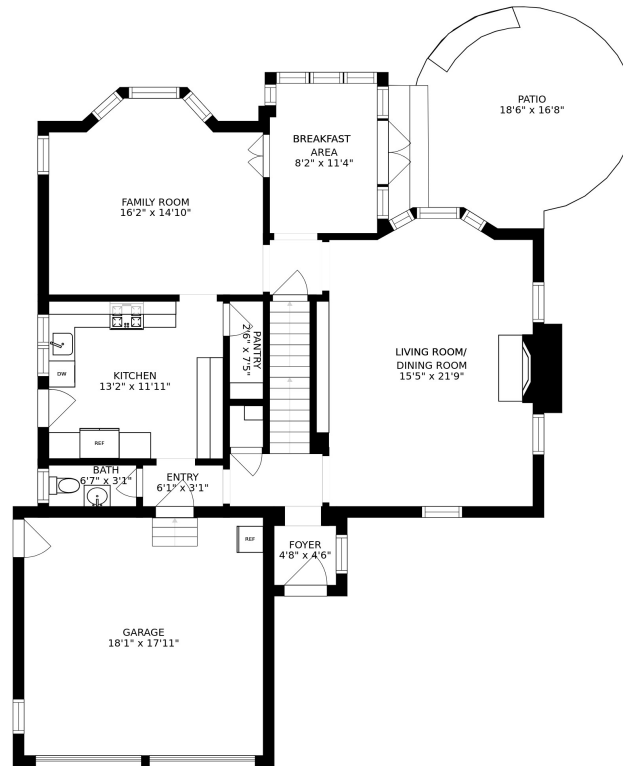 PATIO
18'6" x 16'8"
BREAKFAST
AREA
8'2" x 11'4"
FAMILY ROOM
16'2" x 14'10"
LIVING ROOM/
DINING ROOM
15'5" x 21'9"
PANTRY
2'6" x 7'5"
KITCHEN
13'2" x 11'11"
DW
REF
BATH
6'7" x 3'1"
ENTRY
6'1" x 3'1"
REF
FOYER
4'8" x 4'6"
GARAGE
18'1" x 17'11"